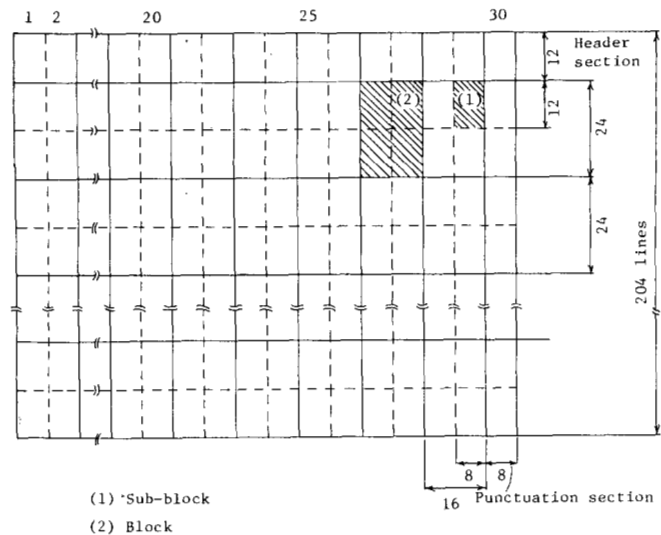 1 2 20 25 30
12 Header
section
(2) (1)
12
24
24
204 lines
8 8
16 Punctuation section
(1) Sub-block
(2) Block